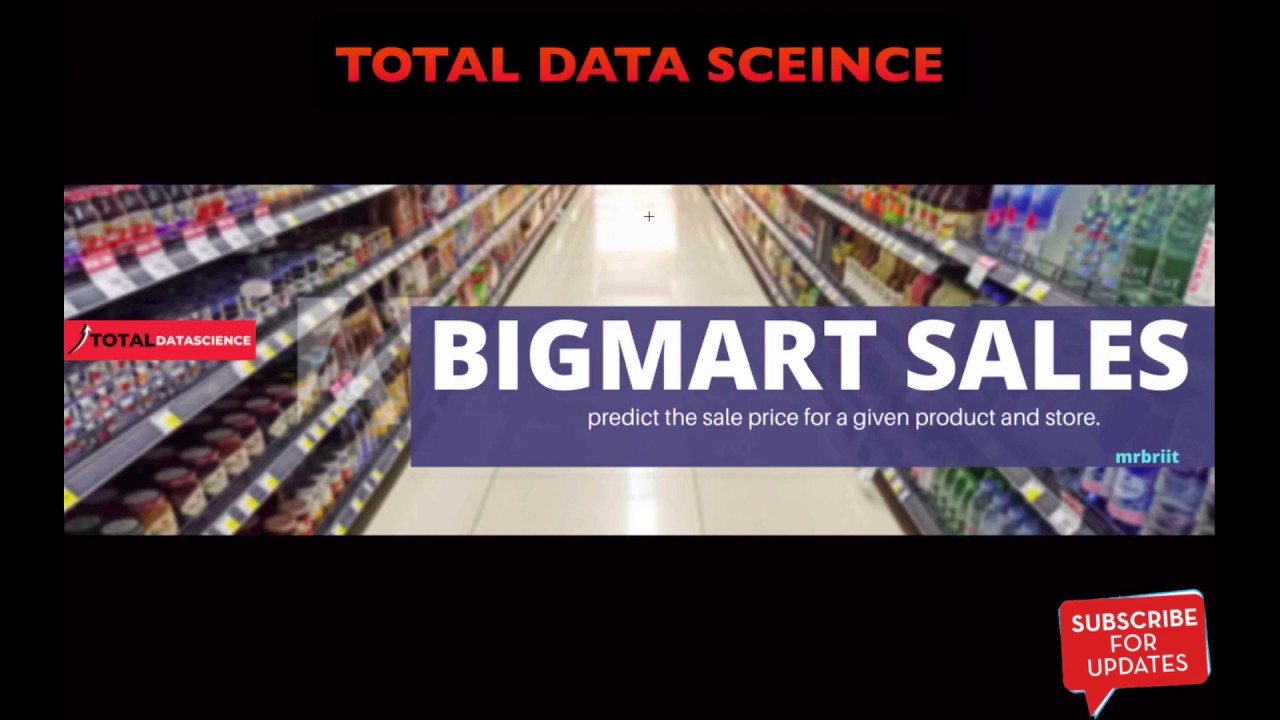 TOTAL DATA SCEINCE
TOTALDATASCIENCE
BIGMART SALES
predict the sale price for a given product and store.
mrbriit
SUBSCRIBE
FOR
UPDATES